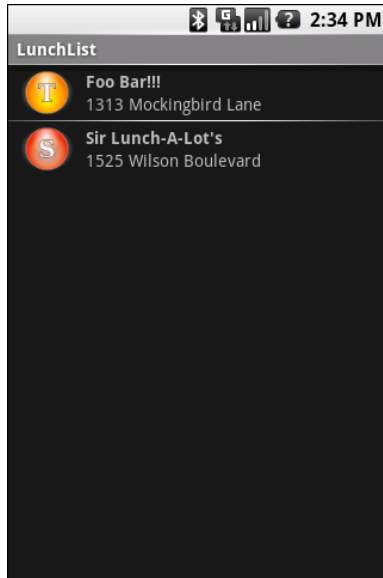 G ? 2:34 PM
LunchList
T Foo Bar!!!
1313 Mockingbird Lane
S Sir Lunch-A-Lot's
1525 Wilson Boulevard